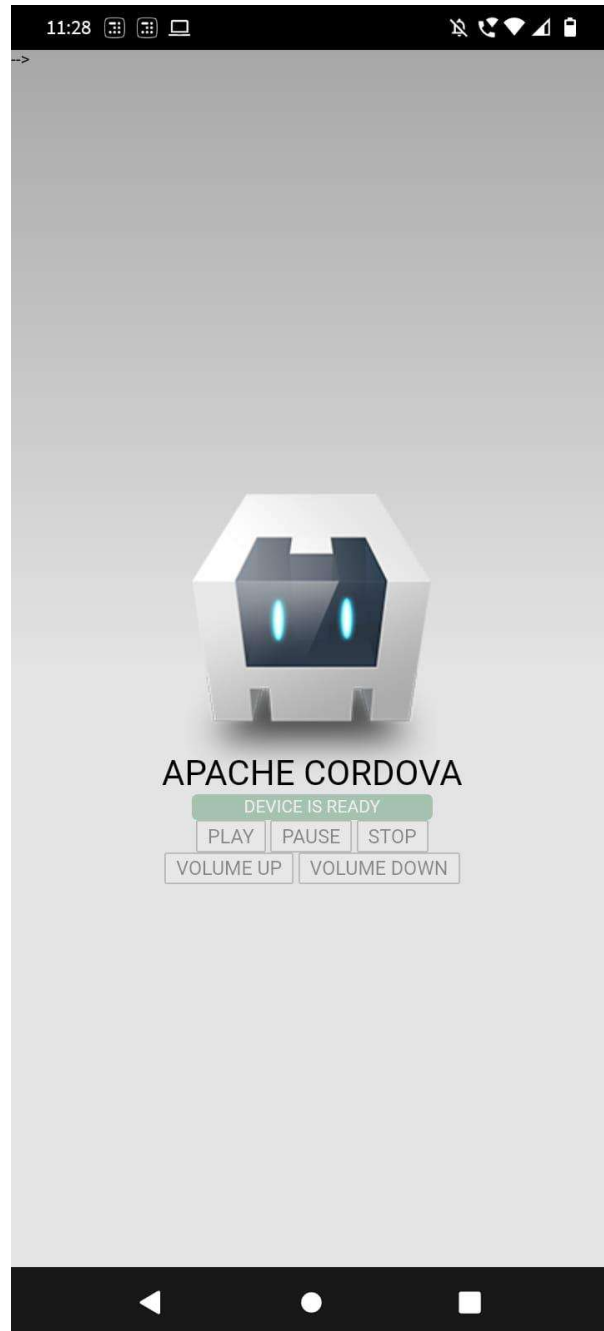 11:28
-->
APACHE CORDOVA
DEVICE IS READY
PLAY PAUSE STOP
VOLUME UP VOLUME DOWN